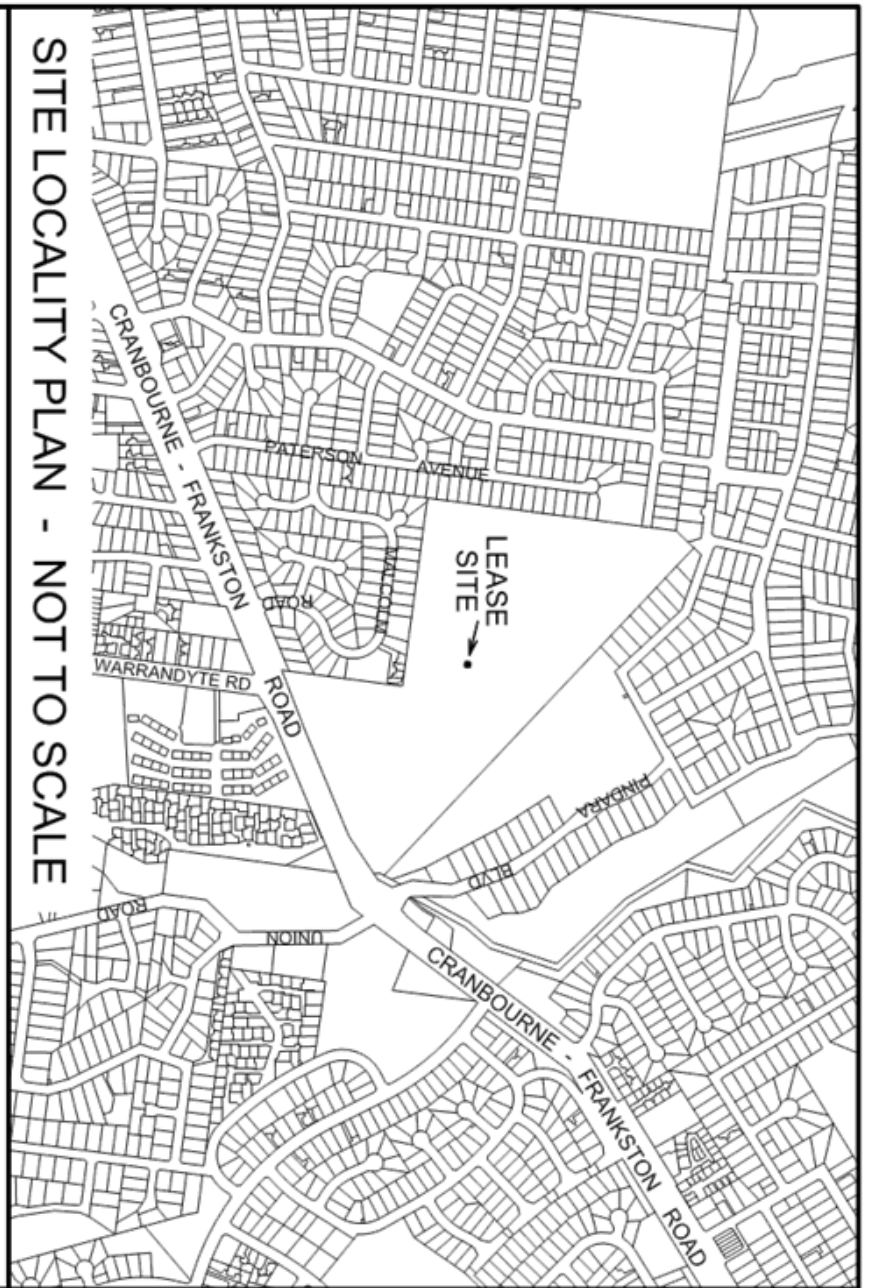 SITE LOCALITY PLAN - NOT TO SCALE
CRANBOURNE - FRANKSTON
ROAD
PATERSON
AVENUE
MALCOLM
ROAD
LEASE
SITE
WARRANDYTE RD
PINDARA
BLVD
UNION
ROAD
CRANBOURNE - FRANKSTON
ROAD